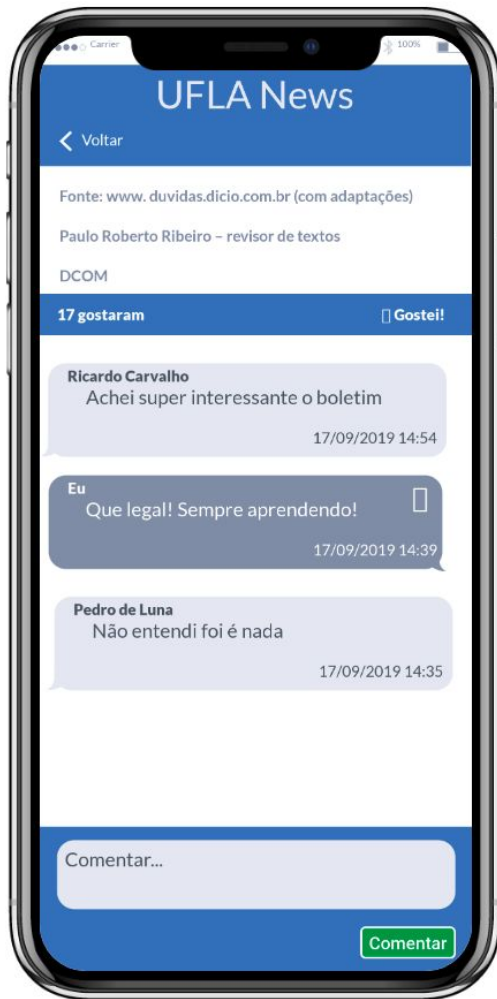 Carrier
100%
UFLA News
Voltar
Fonte: www. duvidas.dicio.com.br (com adaptações)
Paulo Roberto Ribeiro – revisor de textos
DCOM
17 gostaram
Gostei!
Ricardo Carvalho
Achei super interessante o boletim
17/09/2019 14:54
Eu
Que legal! Sempre aprendendo!
17/09/2019 14:39
Pedro de Luna
Não entendi foi é nada
17/09/2019 14:35
Comentar...
Comentar